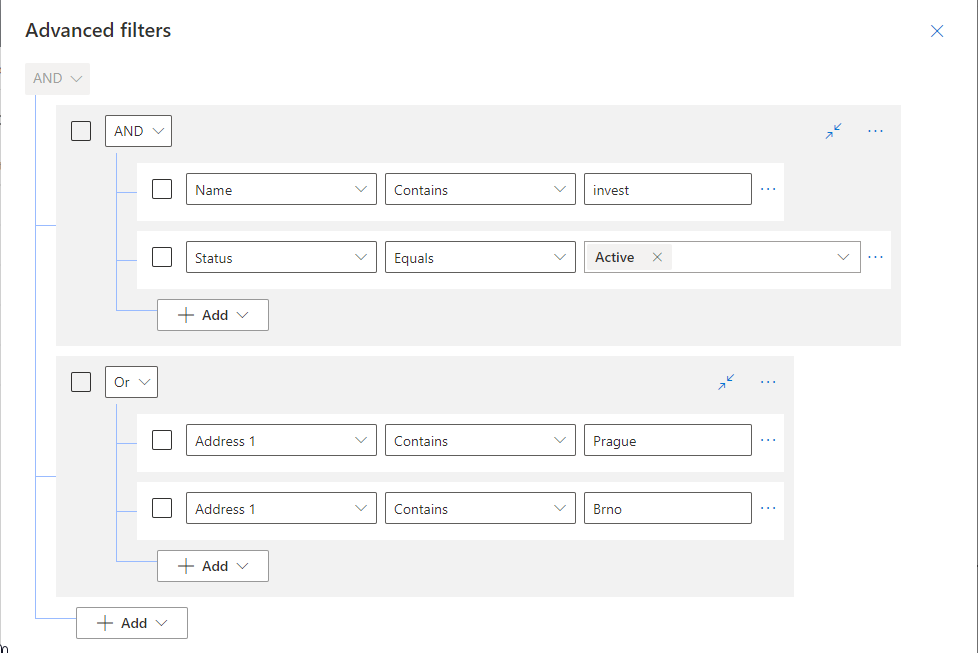 Advanced filters
AND
AND
Name Contains invest
Status Equals Active
Add
Or
Address 1 Contains Prague
Address 1 Contains Brno
Add
Add